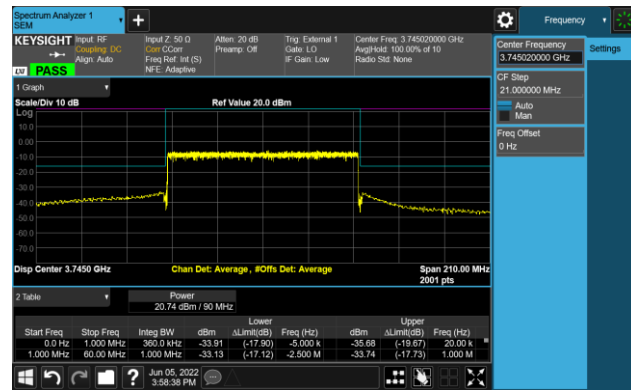 Spectrum Analyzer 1
SEM
+
Frequency
KEYSIGHT Input: RF
Coupling: DC
Align: Auto
Input Z: 50 Ω
Corr CCorr
Freq Ref: Int (S)
NFE: Adaptive
Atten: 20 dB
Preamp: Off
Trig: External 1
Gate: LO
IF Gain: Low
Center Freq: 3.745020000 GHz
Avg|Hold: 100.00% of 10
Radio Std: None
LXI PASS
Center Frequency
3.745020000 GHz
Settings
CF Step
21.000000 MHz
Auto
Man
Freq Offset
0 Hz
1 Graph
Scale/Div 10 dB
Ref Value 20.0 dBm
Log
10.0
0.00
-10.0
-20.0
-30.0
-40.0
-50.0
-60.0
-70.0
Disp Center 3.7450 GHz
Chan Det: Average , #Offs Det: Average
Span 210.00 MHz
2001 pts
2 Table
Power
20.74 dBm / 90 MHz
Lower Upper
Start Freq Stop Freq Integ BW dBm ΔLimit(dB) Freq (Hz) dBm ΔLimit(dB) Freq (Hz)
0.0 Hz 1.000 MHz 360.0 kHz -33.91 (-17.90) -5.000 k -35.68 (-19.67) 20.00 k
1.000 MHz 60.00 MHz 1.000 MHz -33.13 (-17.12) -2.500 M -33.74 (-17.73) 1.000 M
?
Jun 05, 2022
3:58:38 PM